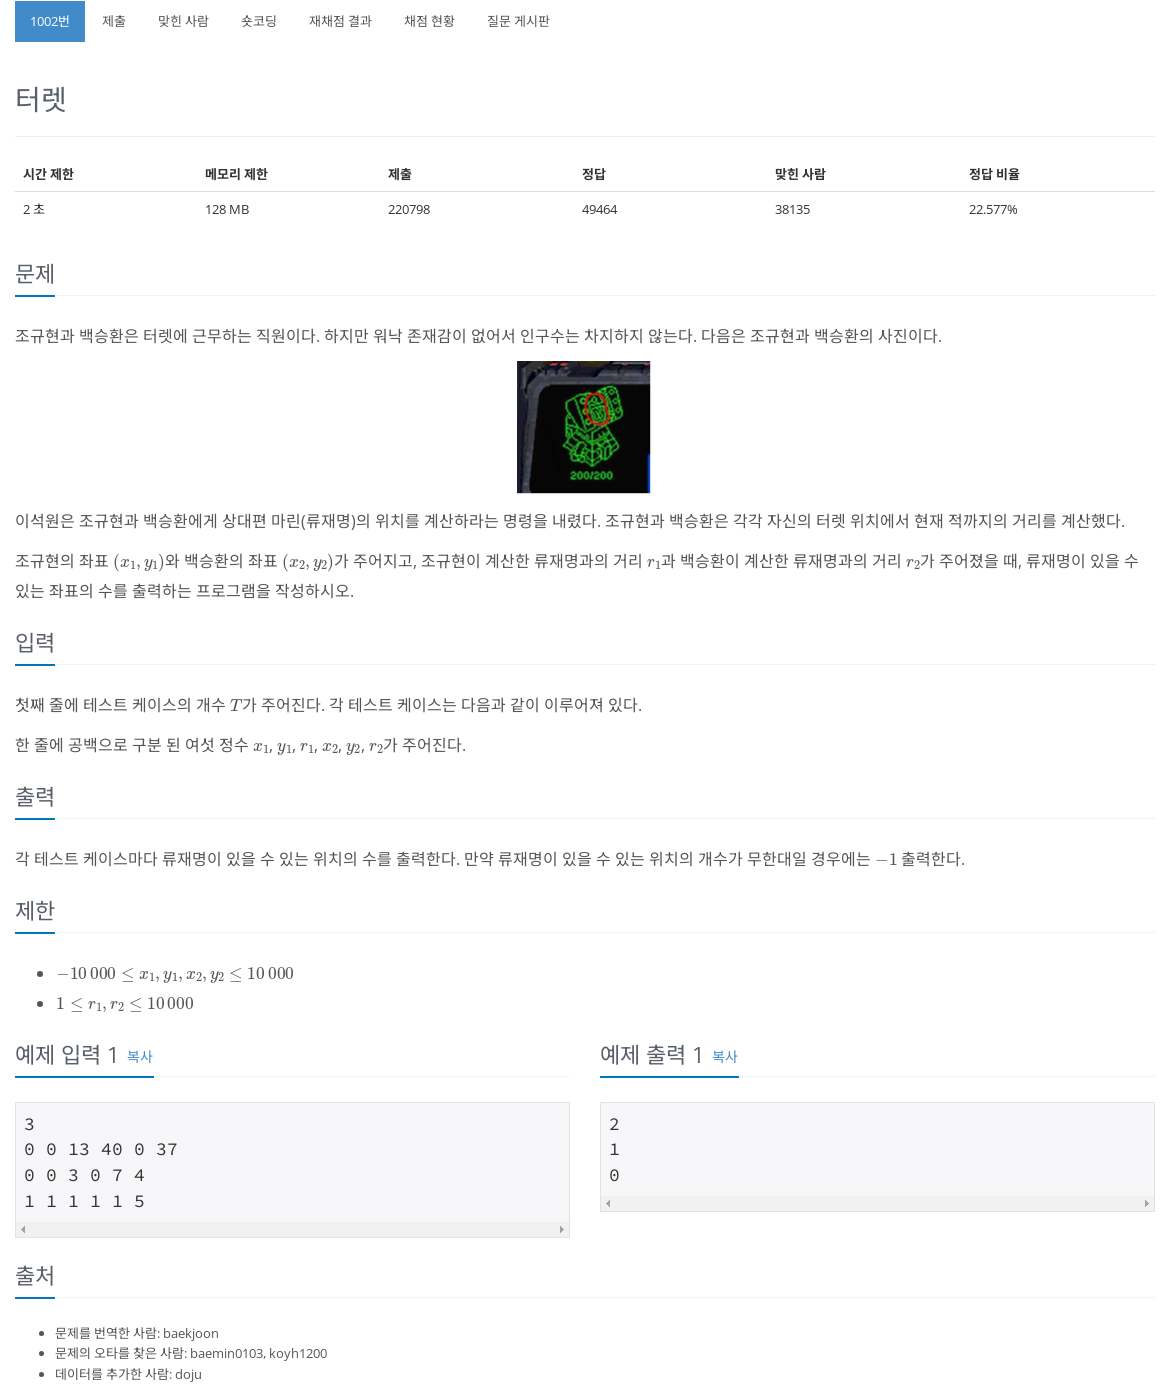 1002번 제출 맞힌 사람 숏코딩 재채점 결과 채점 현황 질문 게시판
터렛
시간 제한 메모리 제한 제출 정답 맞힌 사람 정답 비율
2 초 128 MB 220798 49464 38135 22.577%
문제
조규현과 백승환은 터렛에 근무하는 직원이다. 하지만 워낙 존재감이 없어서 인구수는 차지하지 않는다. 다음은 조규현과 백승환의 사진이다.
200/200
이석원은 조규현과 백승환에게 상대편 마린(류재명)의 위치를 계산하라는 명령을 내렸다. 조규현과 백승환은 각각 자신의 터렛 위치에서 현재 적까지의 거리를 계산했다.
조규현의 좌표 (x₁, y₁)와 백승환의 좌표 (x₂, y₂)가 주어지고, 조규현이 계산한 류재명과의 거리 r₁과 백승환이 계산한 류재명과의 거리 r₂가 주어졌을 때, 류재명이 있을 수
있는 좌표의 수를 출력하는 프로그램을 작성하시오.
입력
첫째 줄에 테스트 케이스의 개수 T가 주어진다. 각 테스트 케이스는 다음과 같이 이루어져 있다.
한 줄에 공백으로 구분 된 여섯 정수 x₁, y₁, r₁, x₂, y₂, r₂가 주어진다.
출력
각 테스트 케이스마다 류재명이 있을 수 있는 위치의 수를 출력한다. 만약 류재명이 있을 수 있는 위치의 개수가 무한대일 경우에는 −1 출력한다.
제한
• −10 000 ≤ x₁, y₁, x₂, y₂ ≤ 10 000
• 1 ≤ r₁, r₂ ≤ 10 000
예제 입력 1 복사
3
0 0 13 40 0 37
0 0 3 0 7 4
1 1 1 1 1 5
예제 출력 1 복사
2
1
0
출처
• 문제를 번역한 사람: baekjoon
• 문제의 오타를 찾은 사람: baemin0103, koyh1200
• 데이터를 추가한 사람: doju